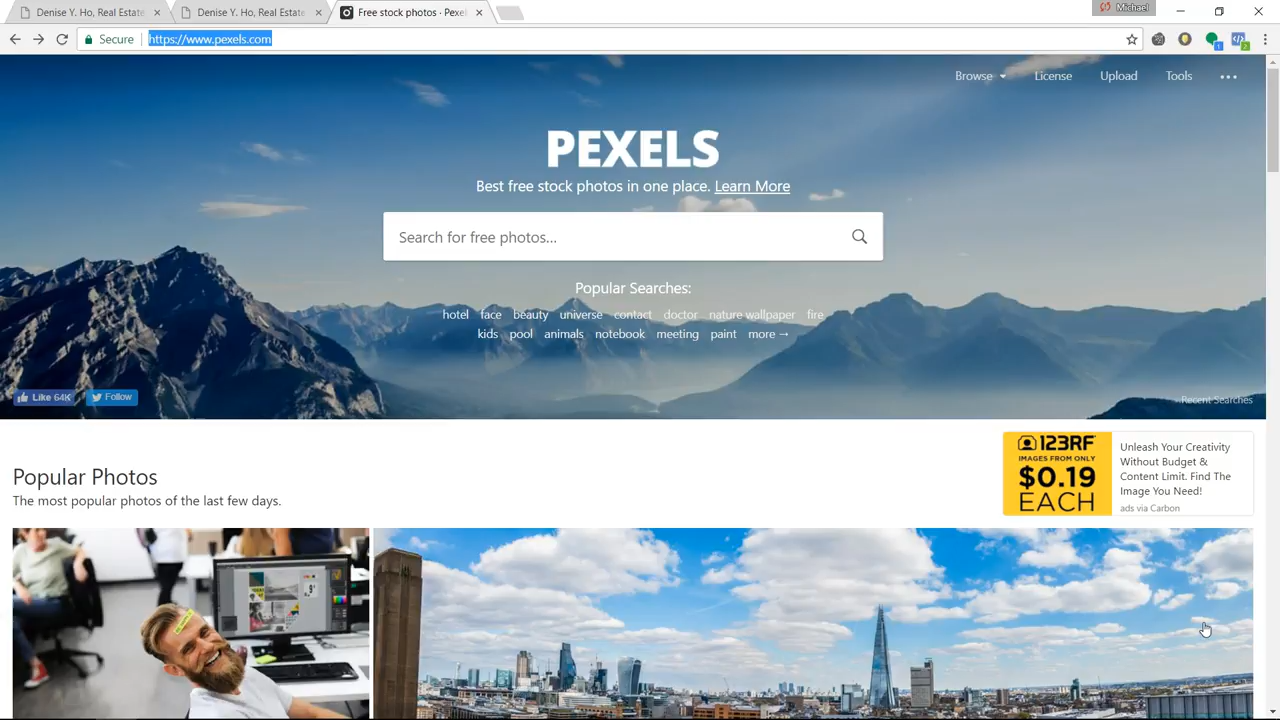 Denise Y. Ho, Real Estate
Denise Y. Ho, Real Estate
Free stock photos · Pexel
Michael
Secure
https://www.pexels.com
Browse
License
Upload
Tools
PEXELS
Best free stock photos in one place. Learn More
Search for free photos...
Popular Searches:
hotel face beauty universe contact doctor nature wallpaper fire
kids pool animals notebook meeting paint more →
Like 64K
Follow
Recent Searches
Popular Photos
The most popular photos of the last few days.
123RF
IMAGES FROM ONLY
$0.19
EACH
Unleash Your Creativity
Without Budget &
Content Limit. Find The
Image You Need!
ads via Carbon